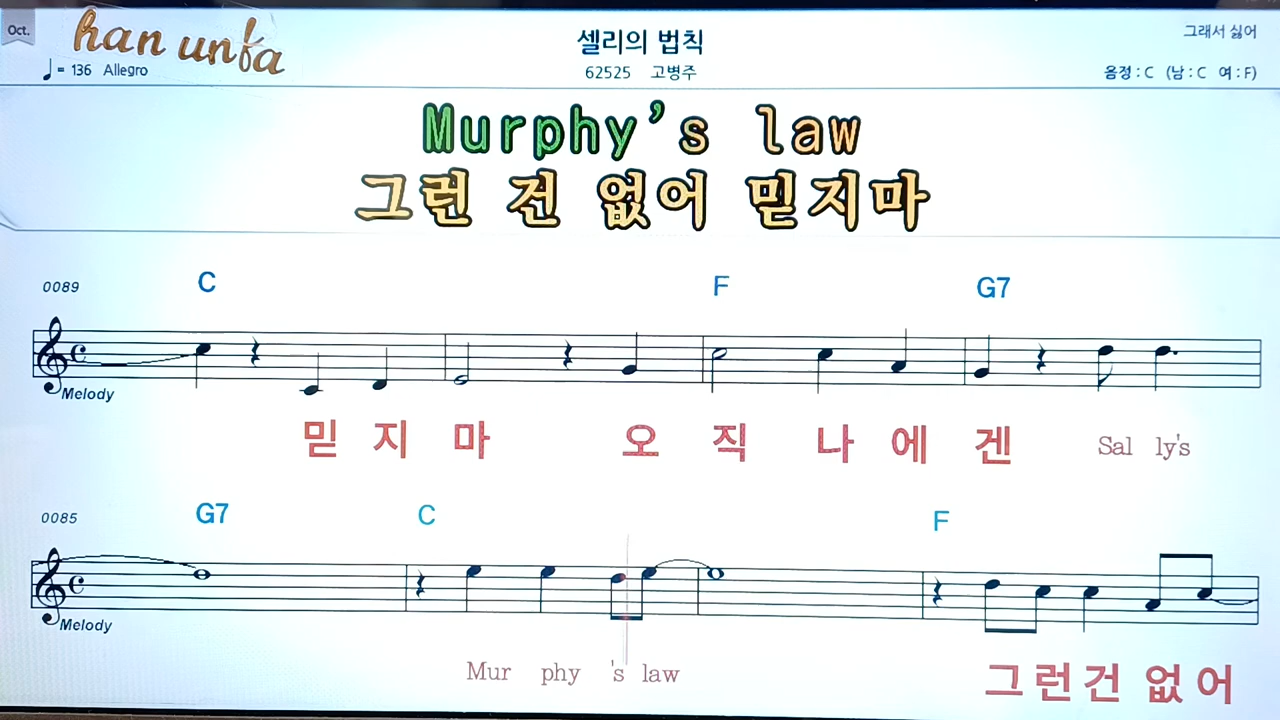 Oct.
han unfa
셀리의 법칙
그래서 싫어
= 136 Allegro
62525 고병주
음정 : C (남 : C 여 : F)
Murphy's law
그런 건 없어 믿지마
0089 C F G7
Melody
믿 지 마 오 직 나 에 겐 Sal ly's
0085 G7 C F
Melody
Mur phy 's law 그 런 건 없 어